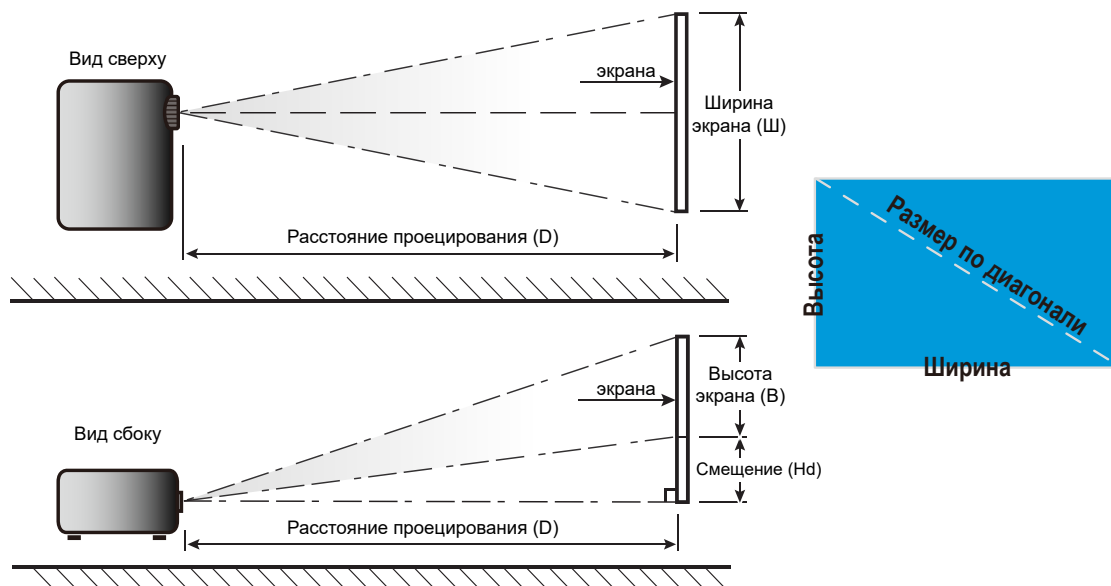 Вид сверху
экрана
Ширина
экрана (Ш)
Расстояние проецирования (D)
Высота
Размер по диагонали
Ширина
Вид сбоку
экрана
Высота
экрана (В)
Смещение (Hd)
Расстояние проецирования (D)